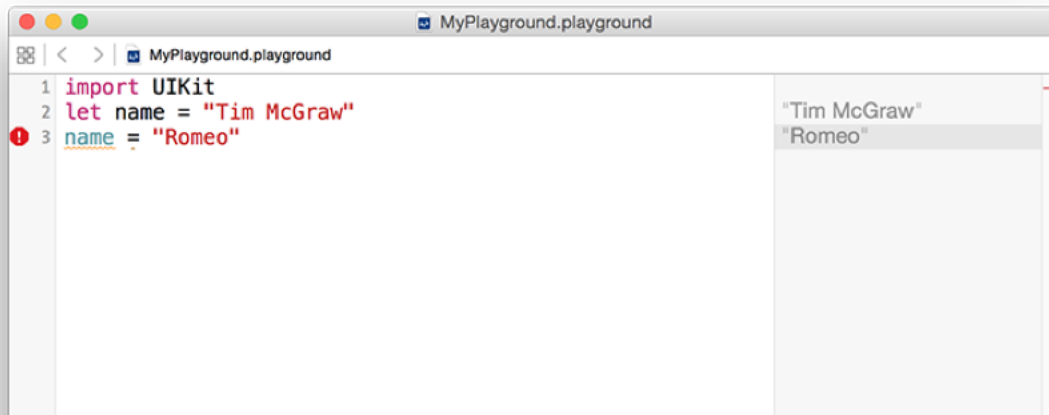 MyPlayground.playground
MyPlayground.playground
1 import UIKit
2 let name = "Tim McGraw"
"Tim McGraw"
3 name = "Romeo"
"Romeo"